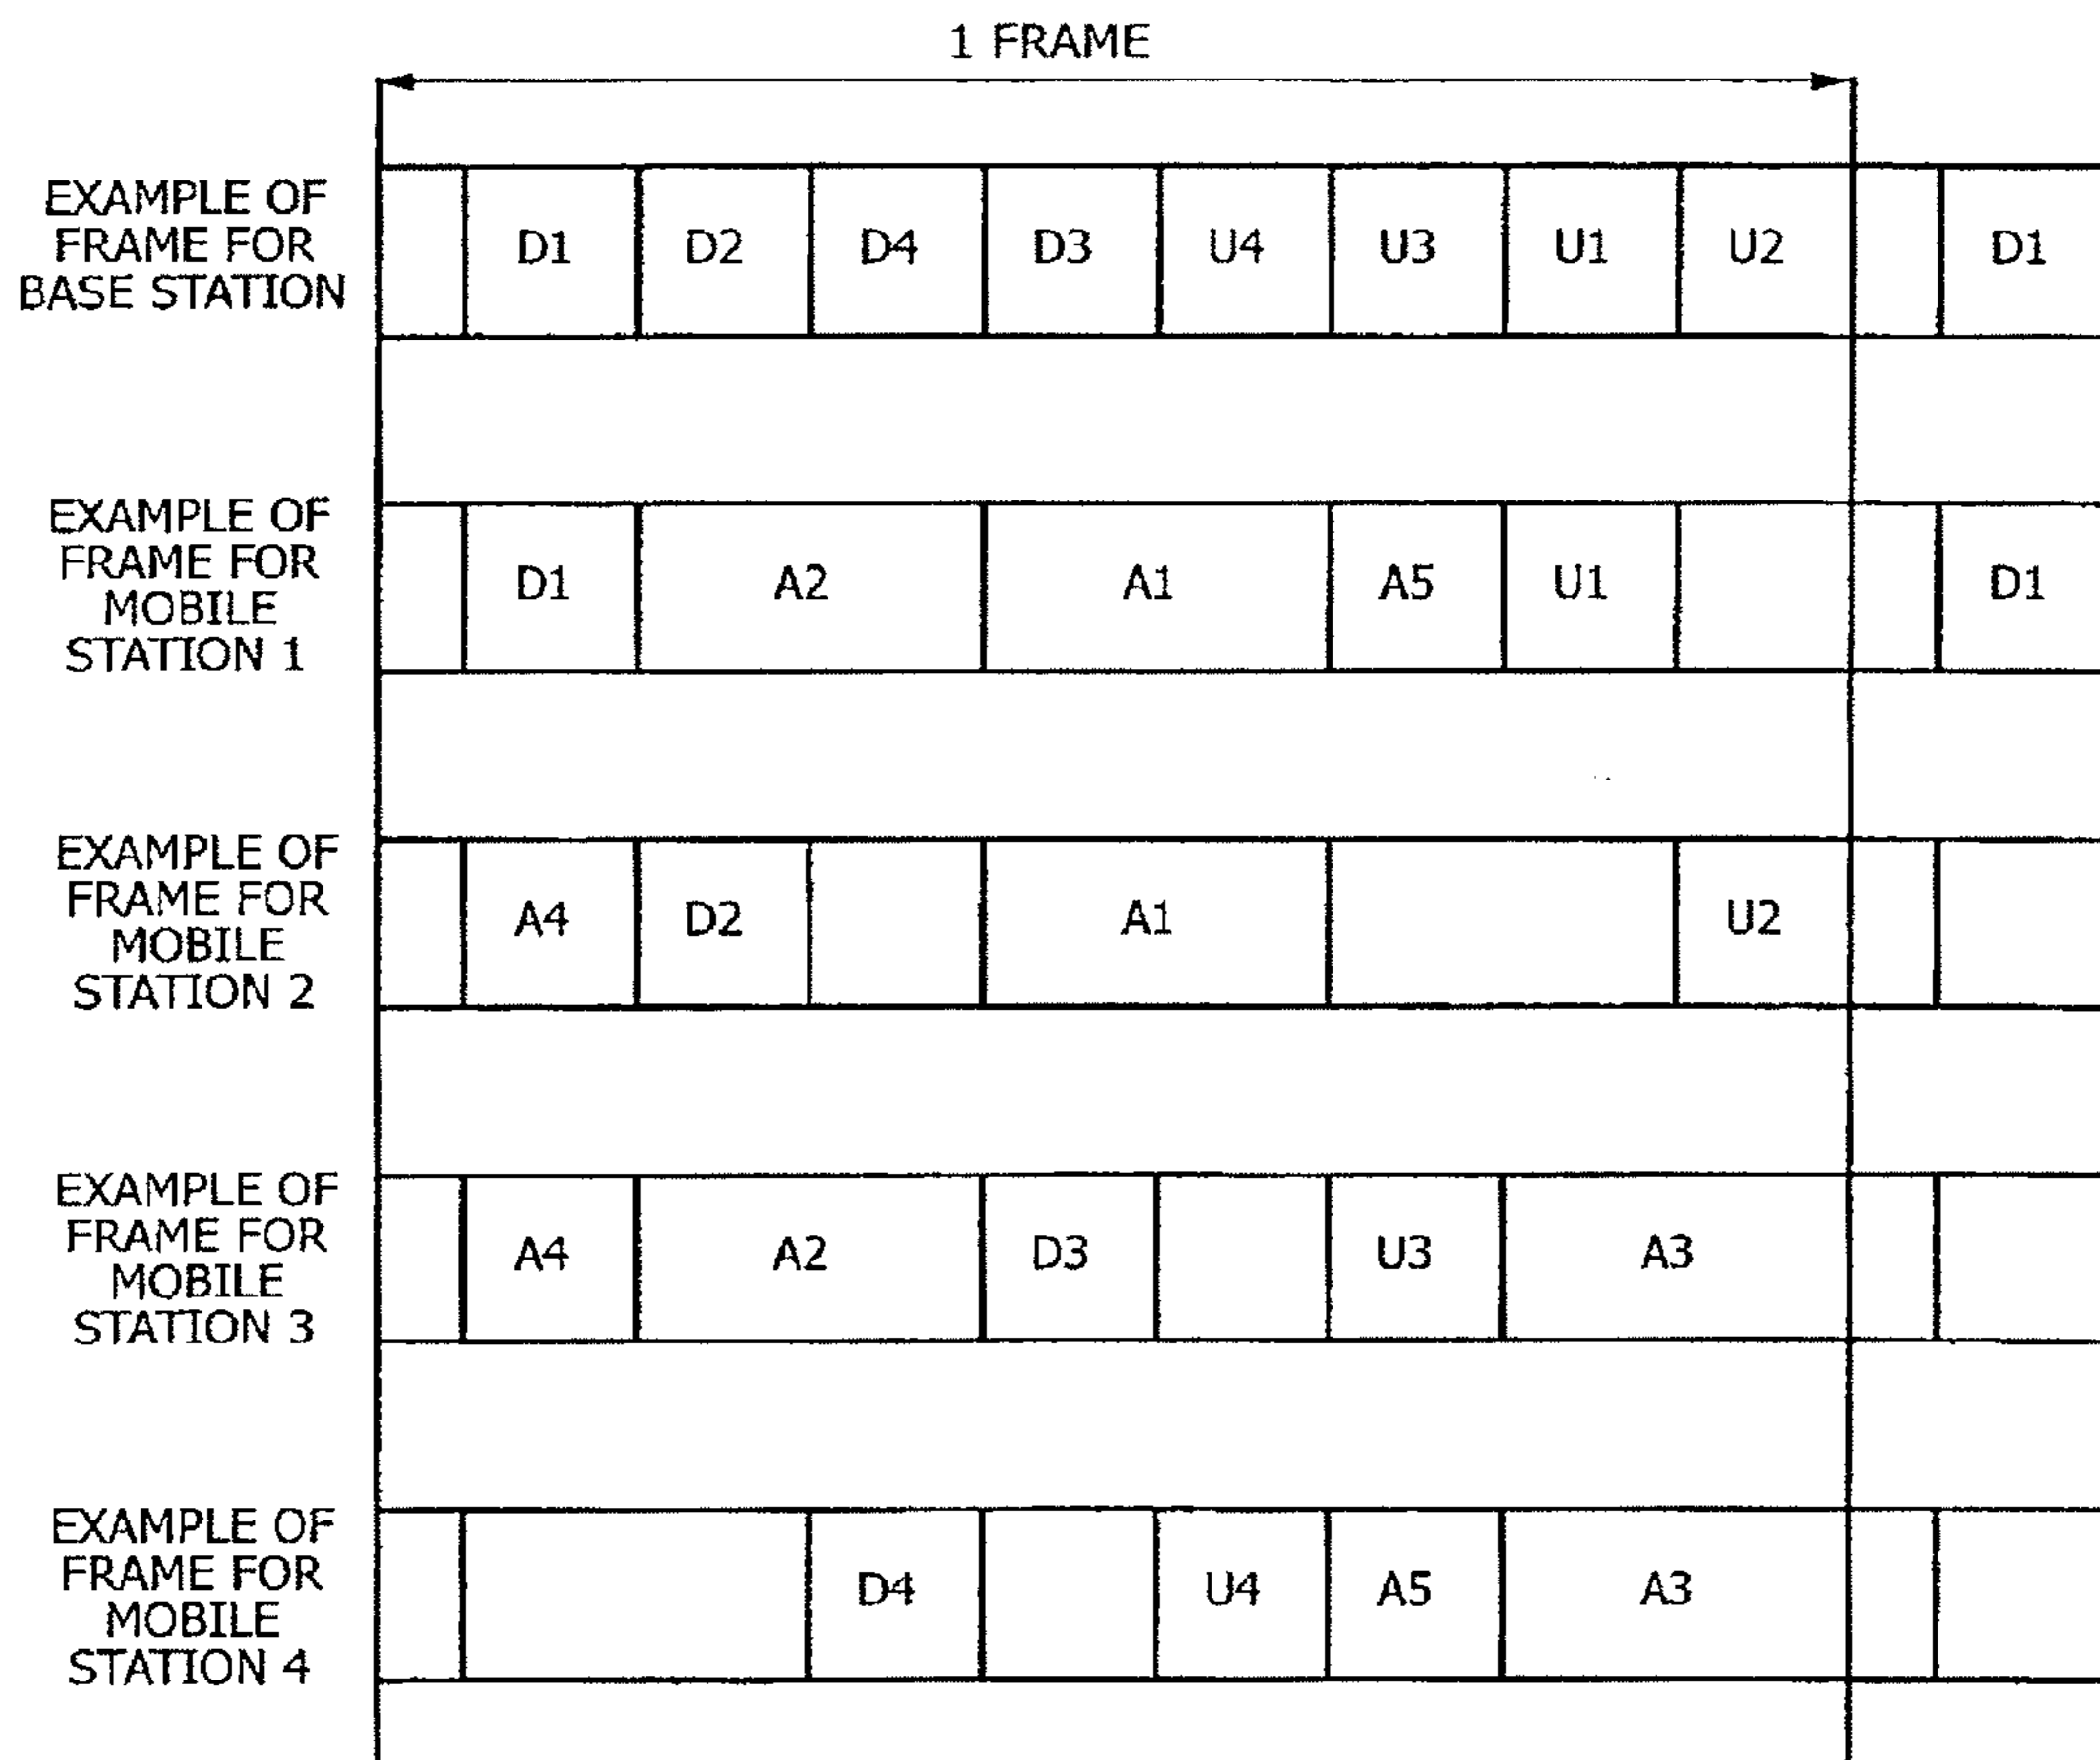 1 FRAME
EXAMPLE OF
FRAME FOR
BASE STATION
D1 D2 D4 D3 U4 U3 U1 U2 D1
EXAMPLE OF
FRAME FOR
MOBILE
STATION 1
D1 A2 A1 A5 U1 D1
EXAMPLE OF
FRAME FOR
MOBILE
STATION 2
A4 D2 A1 U2
EXAMPLE OF
FRAME FOR
MOBILE
STATION 3
A4 A2 D3 U3 A3
EXAMPLE OF
FRAME FOR
MOBILE
STATION 4
D4 U4 A5 A3